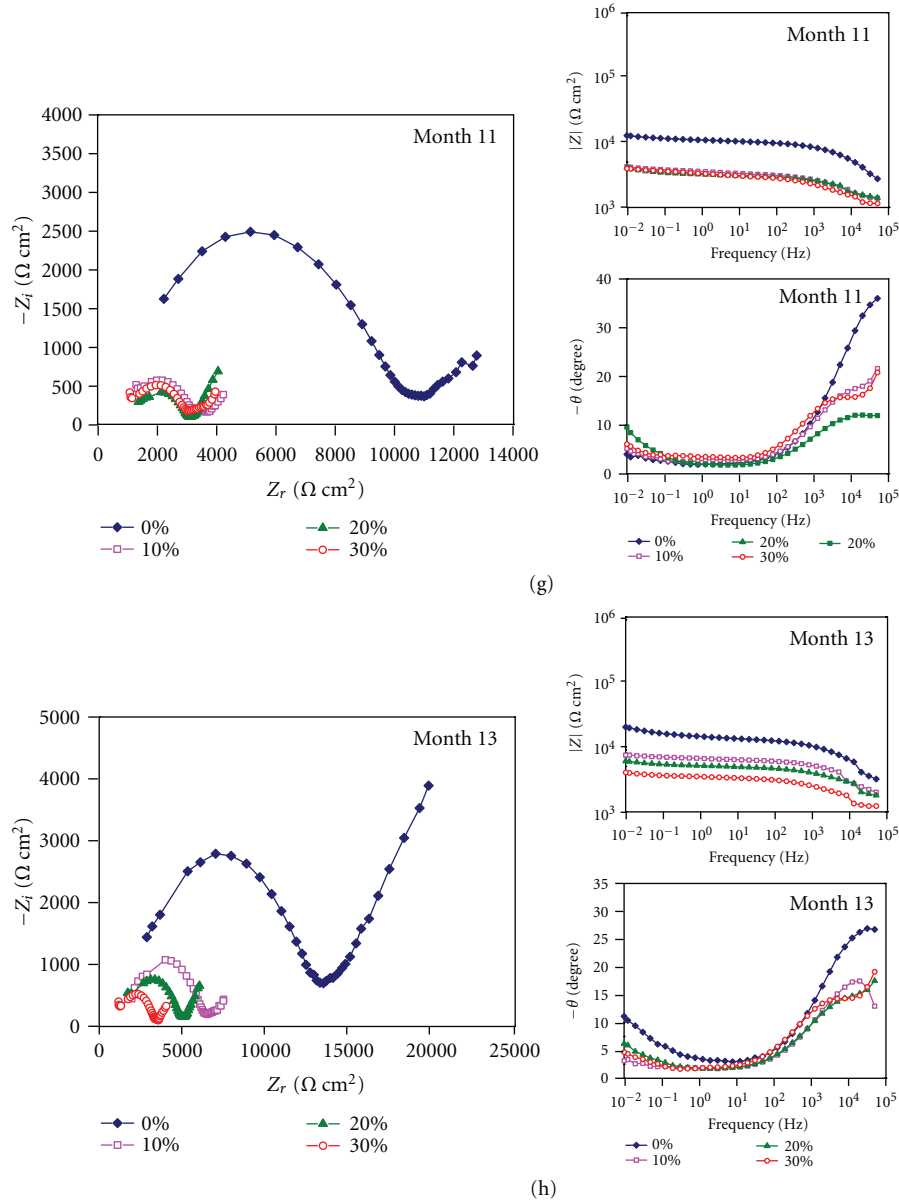 4000
3500
3000
2500
2000
1500
1000
500
0
−Z_i (Ω cm²)
Month 11
0 2000 4000 6000 8000 10000 12000 14000
Z_r (Ω cm²)
0% 20%
10% 30%
10⁶
10⁵
10⁴
10³
|Z| (Ω cm²)
Month 11
10⁻² 10⁻¹ 10⁰ 10¹ 10² 10³ 10⁴ 10⁵
Frequency (Hz)
40
30
20
10
0
−θ (degree)
Month 11
10⁻² 10⁻¹ 10⁰ 10¹ 10² 10³ 10⁴ 10⁵
Frequency (Hz)
0% 20% 20%
10% 30%
(g)
5000
4000
3000
2000
1000
0
−Z_i (Ω cm²)
Month 13
0 5000 10000 15000 20000 25000
Z_r (Ω cm²)
0% 20%
10% 30%
10⁶
10⁵
10⁴
10³
|Z| (Ω cm²)
Month 13
10⁻² 10⁻¹ 10⁰ 10¹ 10² 10³ 10⁴ 10⁵
Frequency (Hz)
35
30
25
20
15
10
5
0
−θ (degree)
Month 13
10⁻² 10⁻¹ 10⁰ 10¹ 10² 10³ 10⁴ 10⁵
Frequency (Hz)
0% 20%
10% 30%
(h)